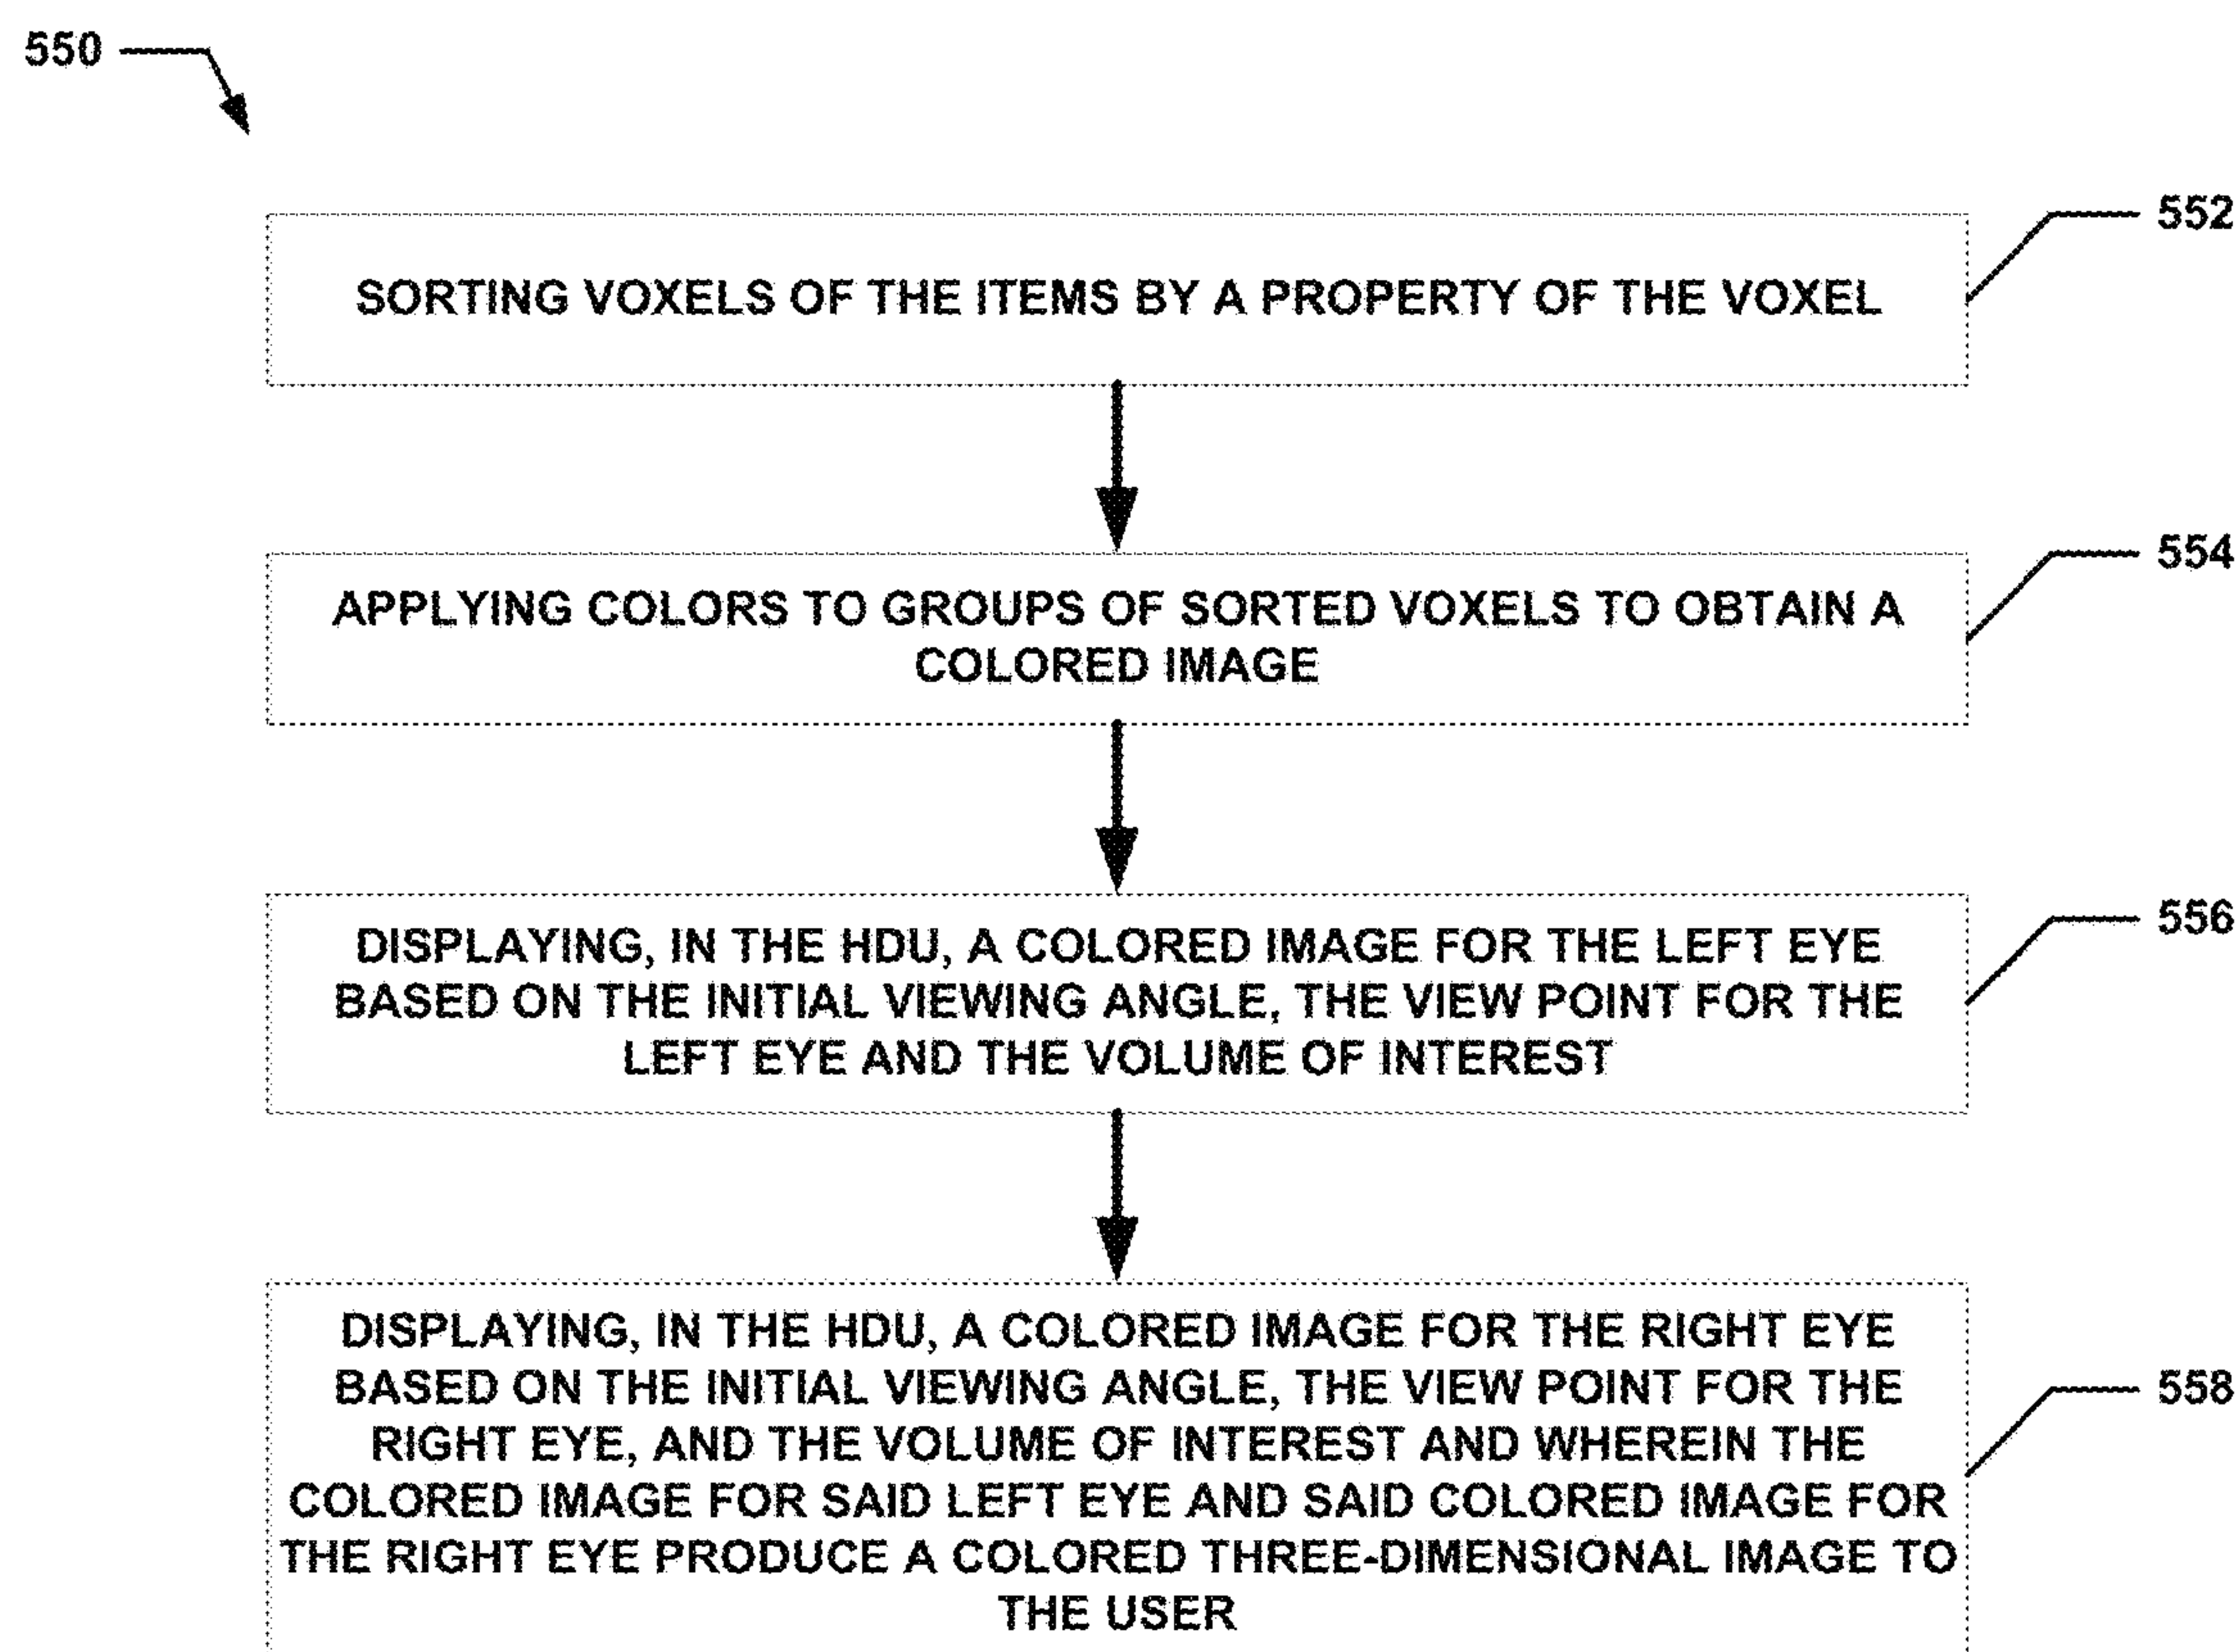 550
552
SORTING VOXELS OF THE ITEMS BY A PROPERTY OF THE VOXEL
554
APPLYING COLORS TO GROUPS OF SORTED VOXELS TO OBTAIN A
COLORED IMAGE
556
DISPLAYING, IN THE HDU, A COLORED IMAGE FOR THE LEFT EYE
BASED ON THE INITIAL VIEWING ANGLE, THE VIEW POINT FOR THE
LEFT EYE AND THE VOLUME OF INTEREST
DISPLAYING, IN THE HDU, A COLORED IMAGE FOR THE RIGHT EYE
BASED ON THE INITIAL VIEWING ANGLE, THE VIEW POINT FOR THE
558
RIGHT EYE, AND THE VOLUME OF INTEREST AND WHEREIN THE
COLORED IMAGE FOR SAID LEFT EYE AND SAID COLORED IMAGE FOR
THE RIGHT EYE PRODUCE A COLORED THREE-DIMENSIONAL IMAGE TO
THE USER